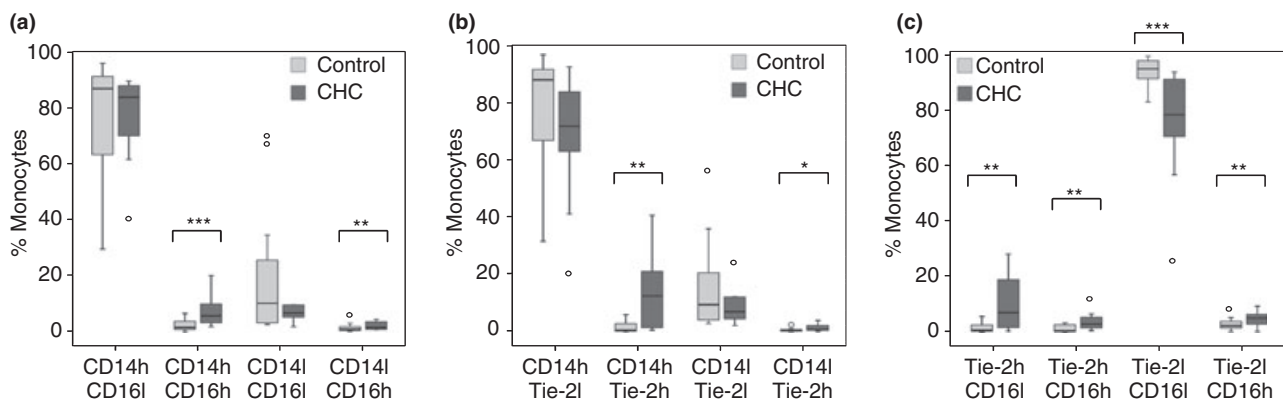 (a)
% Monocytes
100
80
60
40
20
0
Control
CHC
***
**
CD14h CD14h CD14l CD14l
CD16l CD16h CD16l CD16h
(b)
% Monocytes
100
80
60
40
20
0
Control
CHC
**
*
CD14h CD14h CD14l CD14l
Tie-2l Tie-2h Tie-2l Tie-2h
(c)
% Monocytes
100
80
60
40
20
0
Control
CHC
**
**
***
**
Tie-2h Tie-2h Tie-2l Tie-2l
CD16l CD16h CD16l CD16h